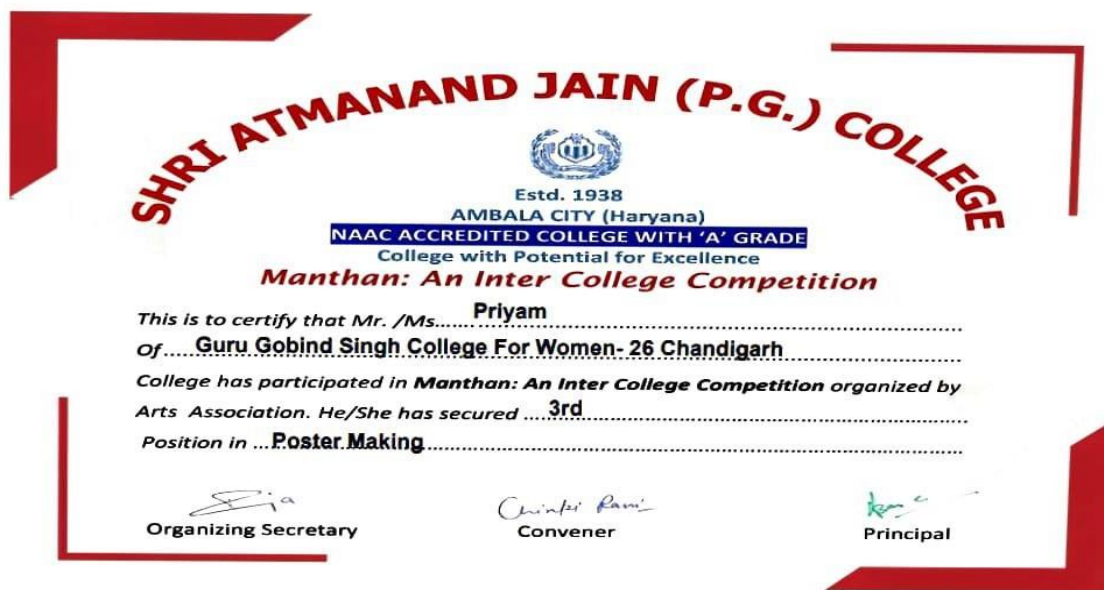 SHRI ATMANAND JAIN (P.G.) COLLEGE
Estd. 1938
AMBALA CITY (Haryana)
NAAC ACCREDITED COLLEGE WITH ‘A’ GRADE
College with Potential for Excellence
Manthan: An Inter College Competition
This is to certify that Mr. /Ms...... Priyam
Of.... Guru Gobind Singh College For Women- 26 Chandigarh
College has participated in Manthan: An Inter College Competition organized by
Arts Association. He/She has secured ....3rd
Position in ...Poster Making
Rani
Organizing Secretary Convener Principal